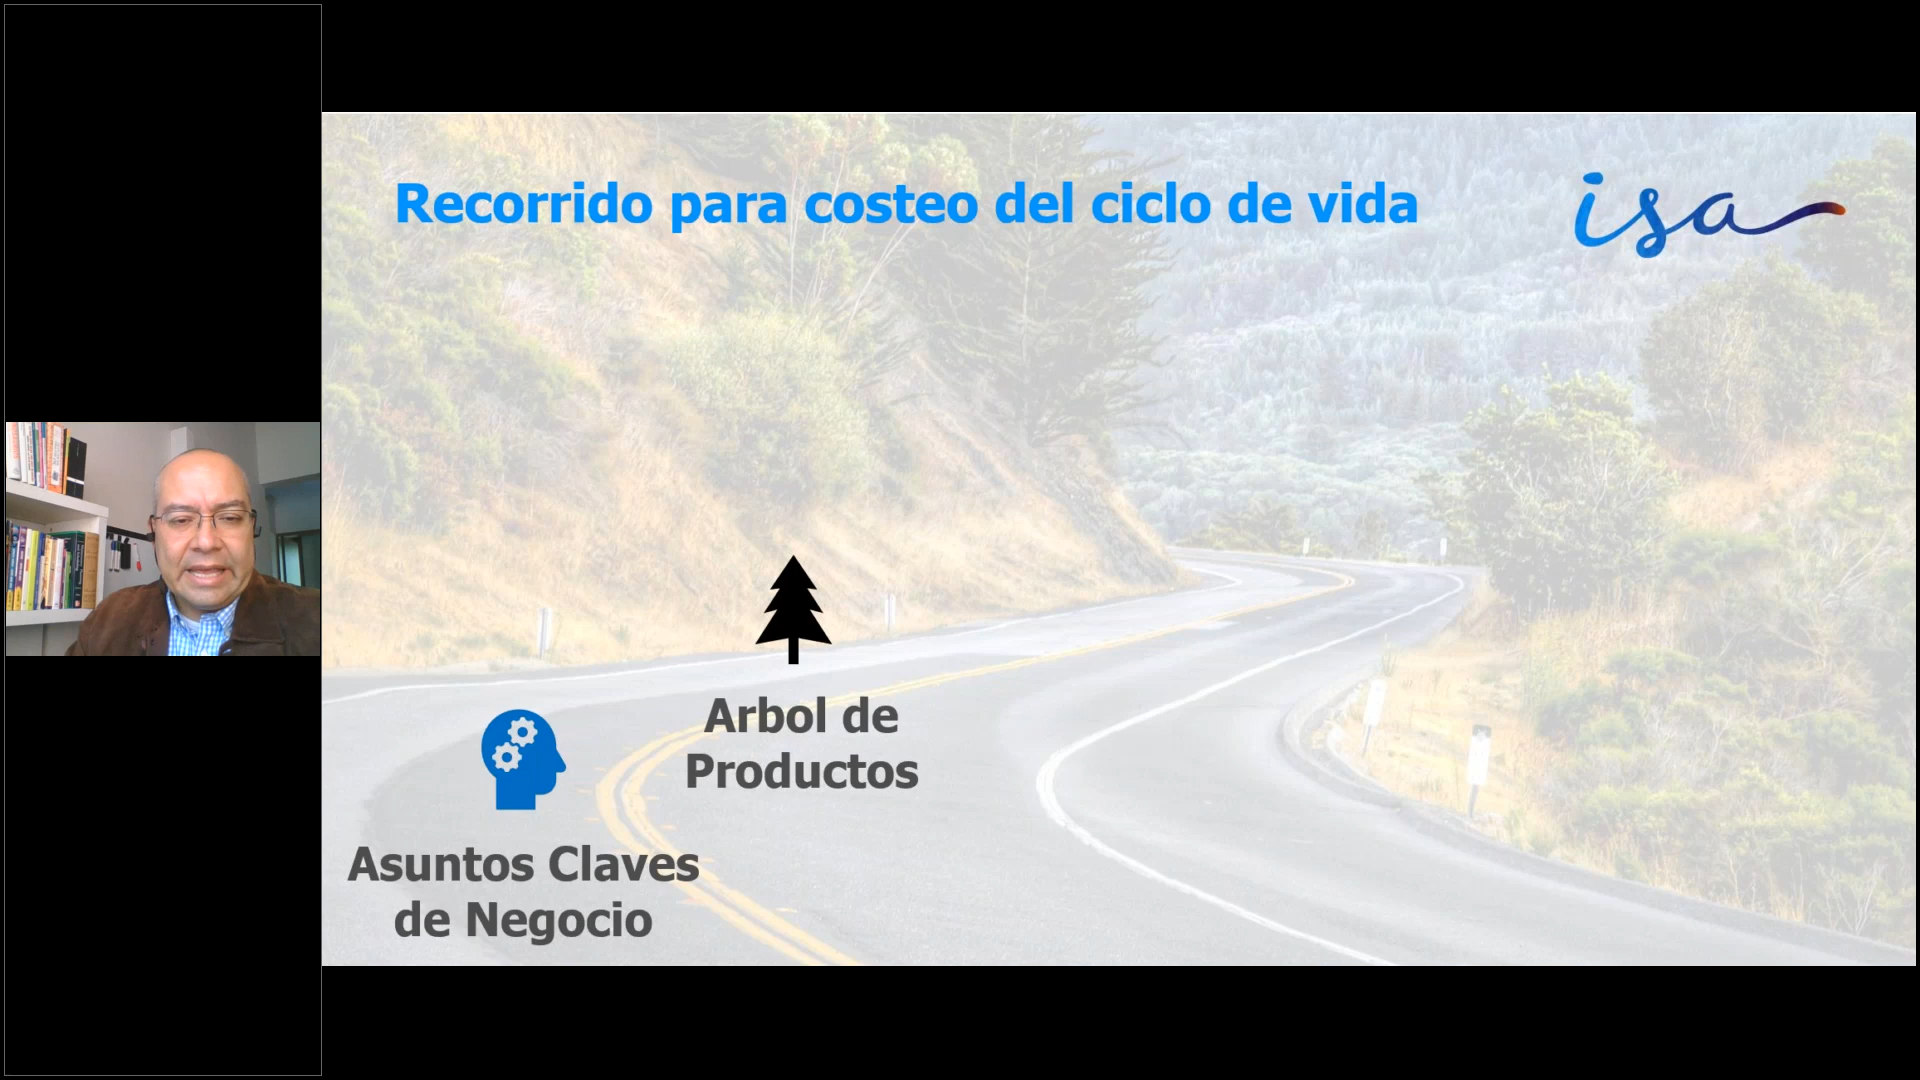 Recorrido para costeo del ciclo de vida
isa
Arbol de
Productos
Asuntos Claves
de Negocio